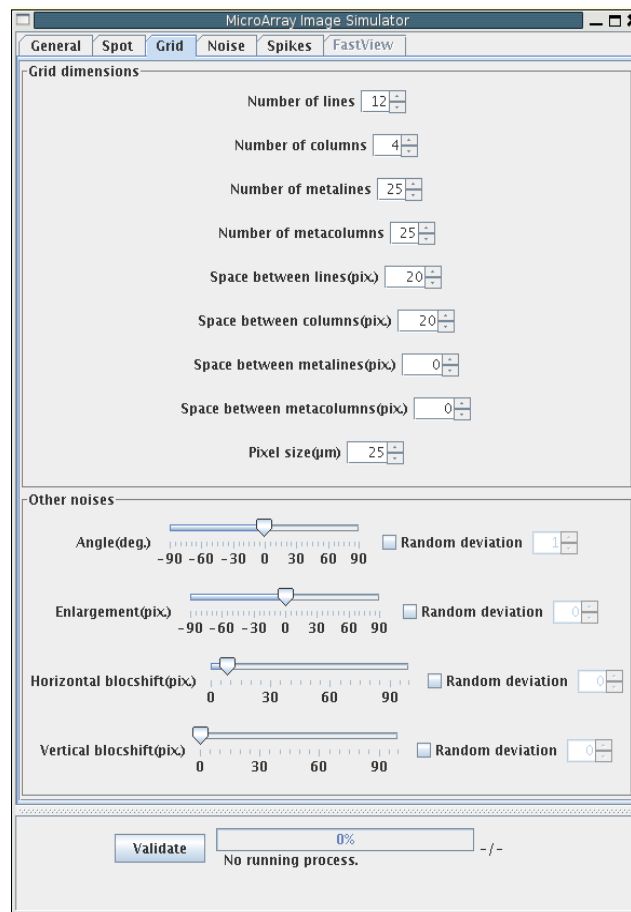 MicroArray Image Simulator
General Spot Grid Noise Spikes FastView
Grid dimensions
Number of lines 12
Number of columns 4
Number of metalines 25
Number of metacolumns 25
Space between lines(pix.) 20
Space between columns(pix.) 20
Space between metalines(pix.) 0
Space between metacolumns(pix.) 0
Pixel size(µm) 25
Other noises
Angle(deg.) Random deviation 1
-90 -60 -30 0 30 60 90
Enlargement(pix.) Random deviation 0
-90 -60 -30 0 30 60 90
Horizontal blocshift(pix.) Random deviation 0
0 30 60 90
Vertical blocshift(pix.) Random deviation 0
0 30 60 90
Validate 0% -/-
No running process.